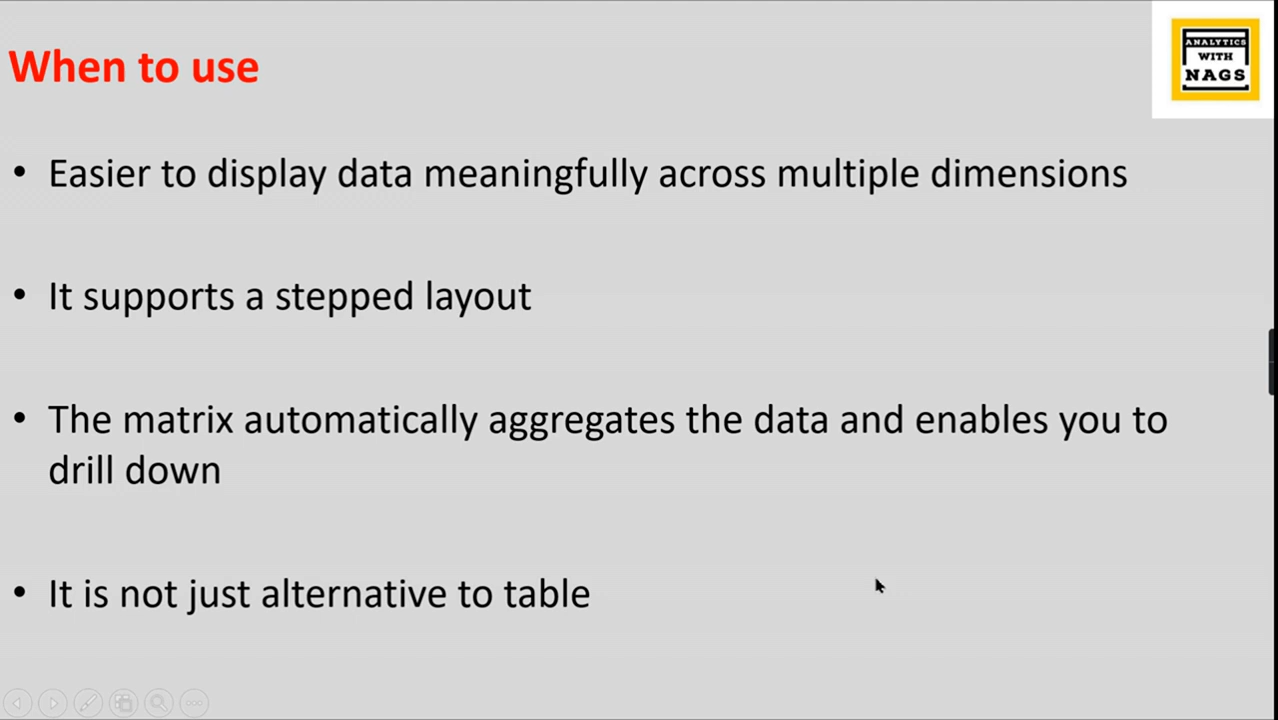 When to use
ANALYTICS
WITH
NAGS
• Easier to display data meaningfully across multiple dimensions
• It supports a stepped layout
• The matrix automatically aggregates the data and enables you to
drill down
• It is not just alternative to table